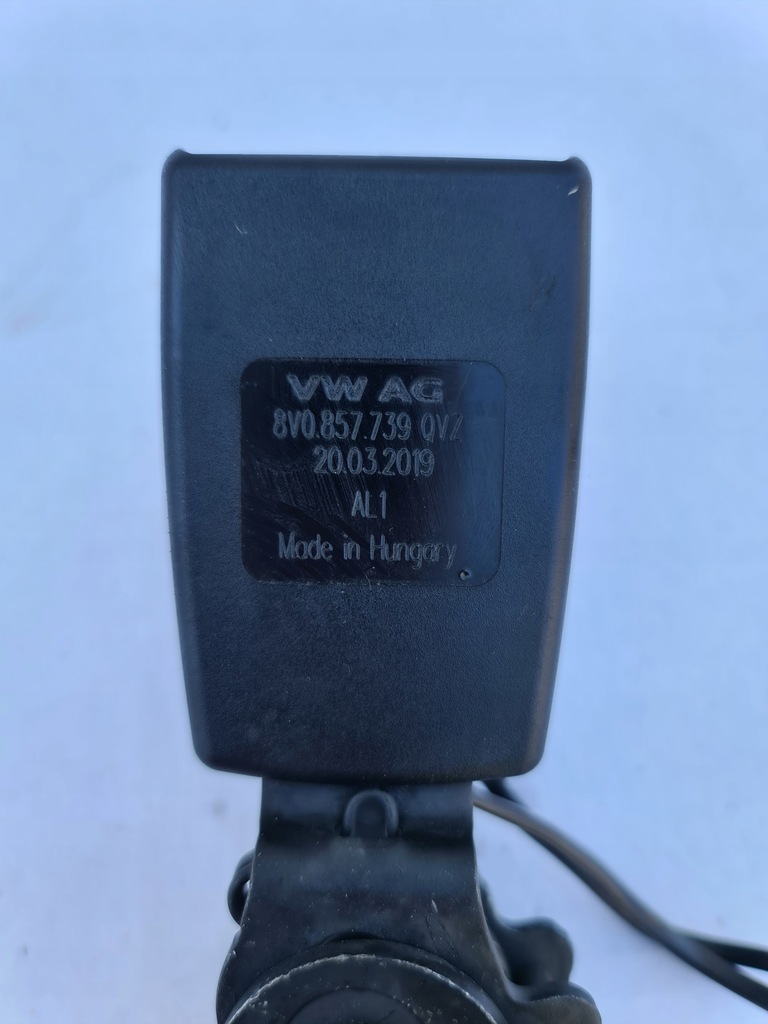 VW AG
8V0.857.739 QVZ
20.03.2019
AL1
Made in Hungary